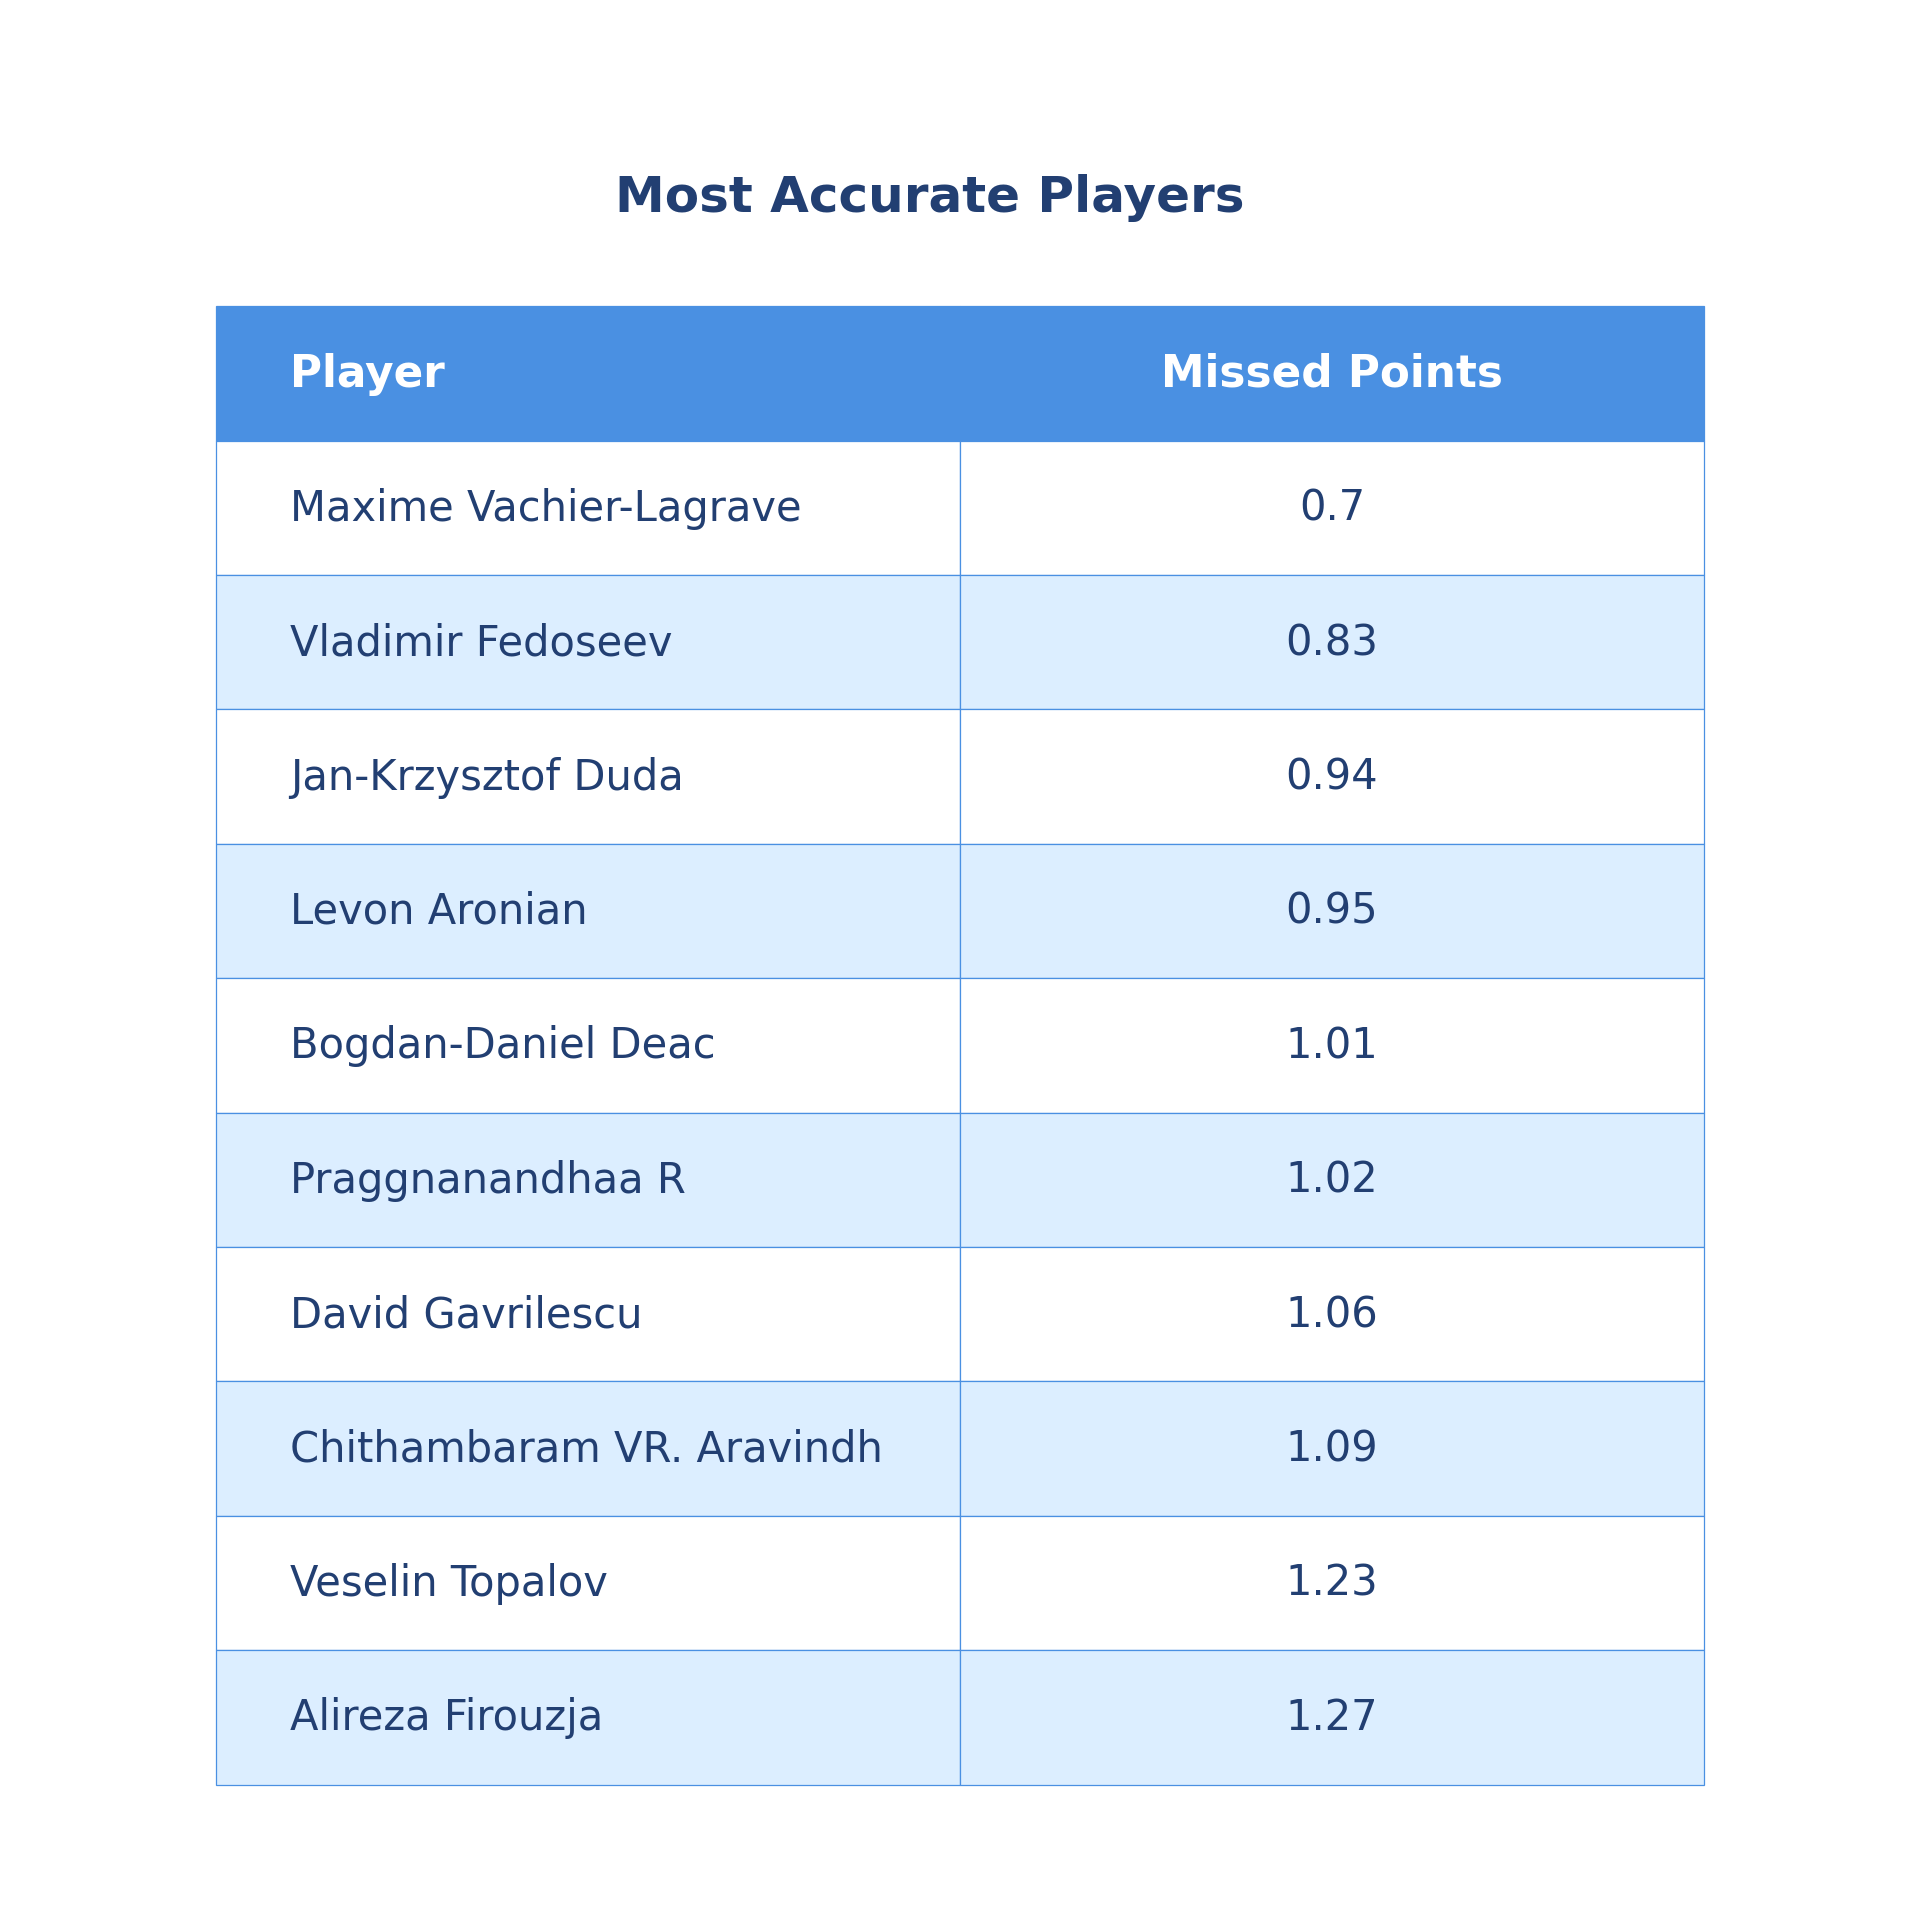 Most Accurate Players
Player Missed Points
Maxime Vachier-Lagrave 0.7
Vladimir Fedoseev 0.83
Jan-Krzysztof Duda 0.94
Levon Aronian 0.95
Bogdan-Daniel Deac 1.01
Praggnanandhaa R 1.02
David Gavrilescu 1.06
Chithambaram VR. Aravindh 1.09
Veselin Topalov 1.23
Alireza Firouzja 1.27